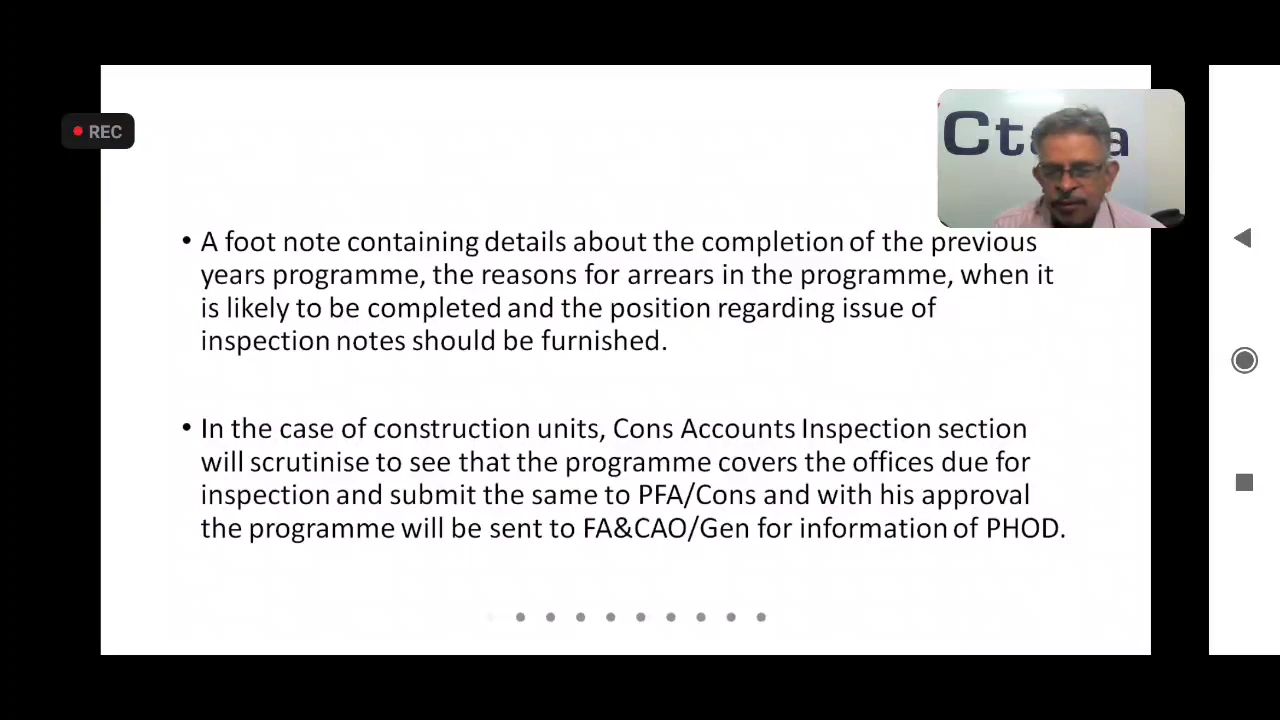 REC
• A foot note containing details about the completion of the previous
years programme, the reasons for arrears in the programme, when it
is likely to be completed and the position regarding issue of
inspection notes should be furnished.
• In the case of construction units, Cons Accounts Inspection section
will scrutinise to see that the programme covers the offices due for
inspection and submit the same to PFA/Cons and with his approval
the programme will be sent to FA&CAO/Gen for information of PHOD.